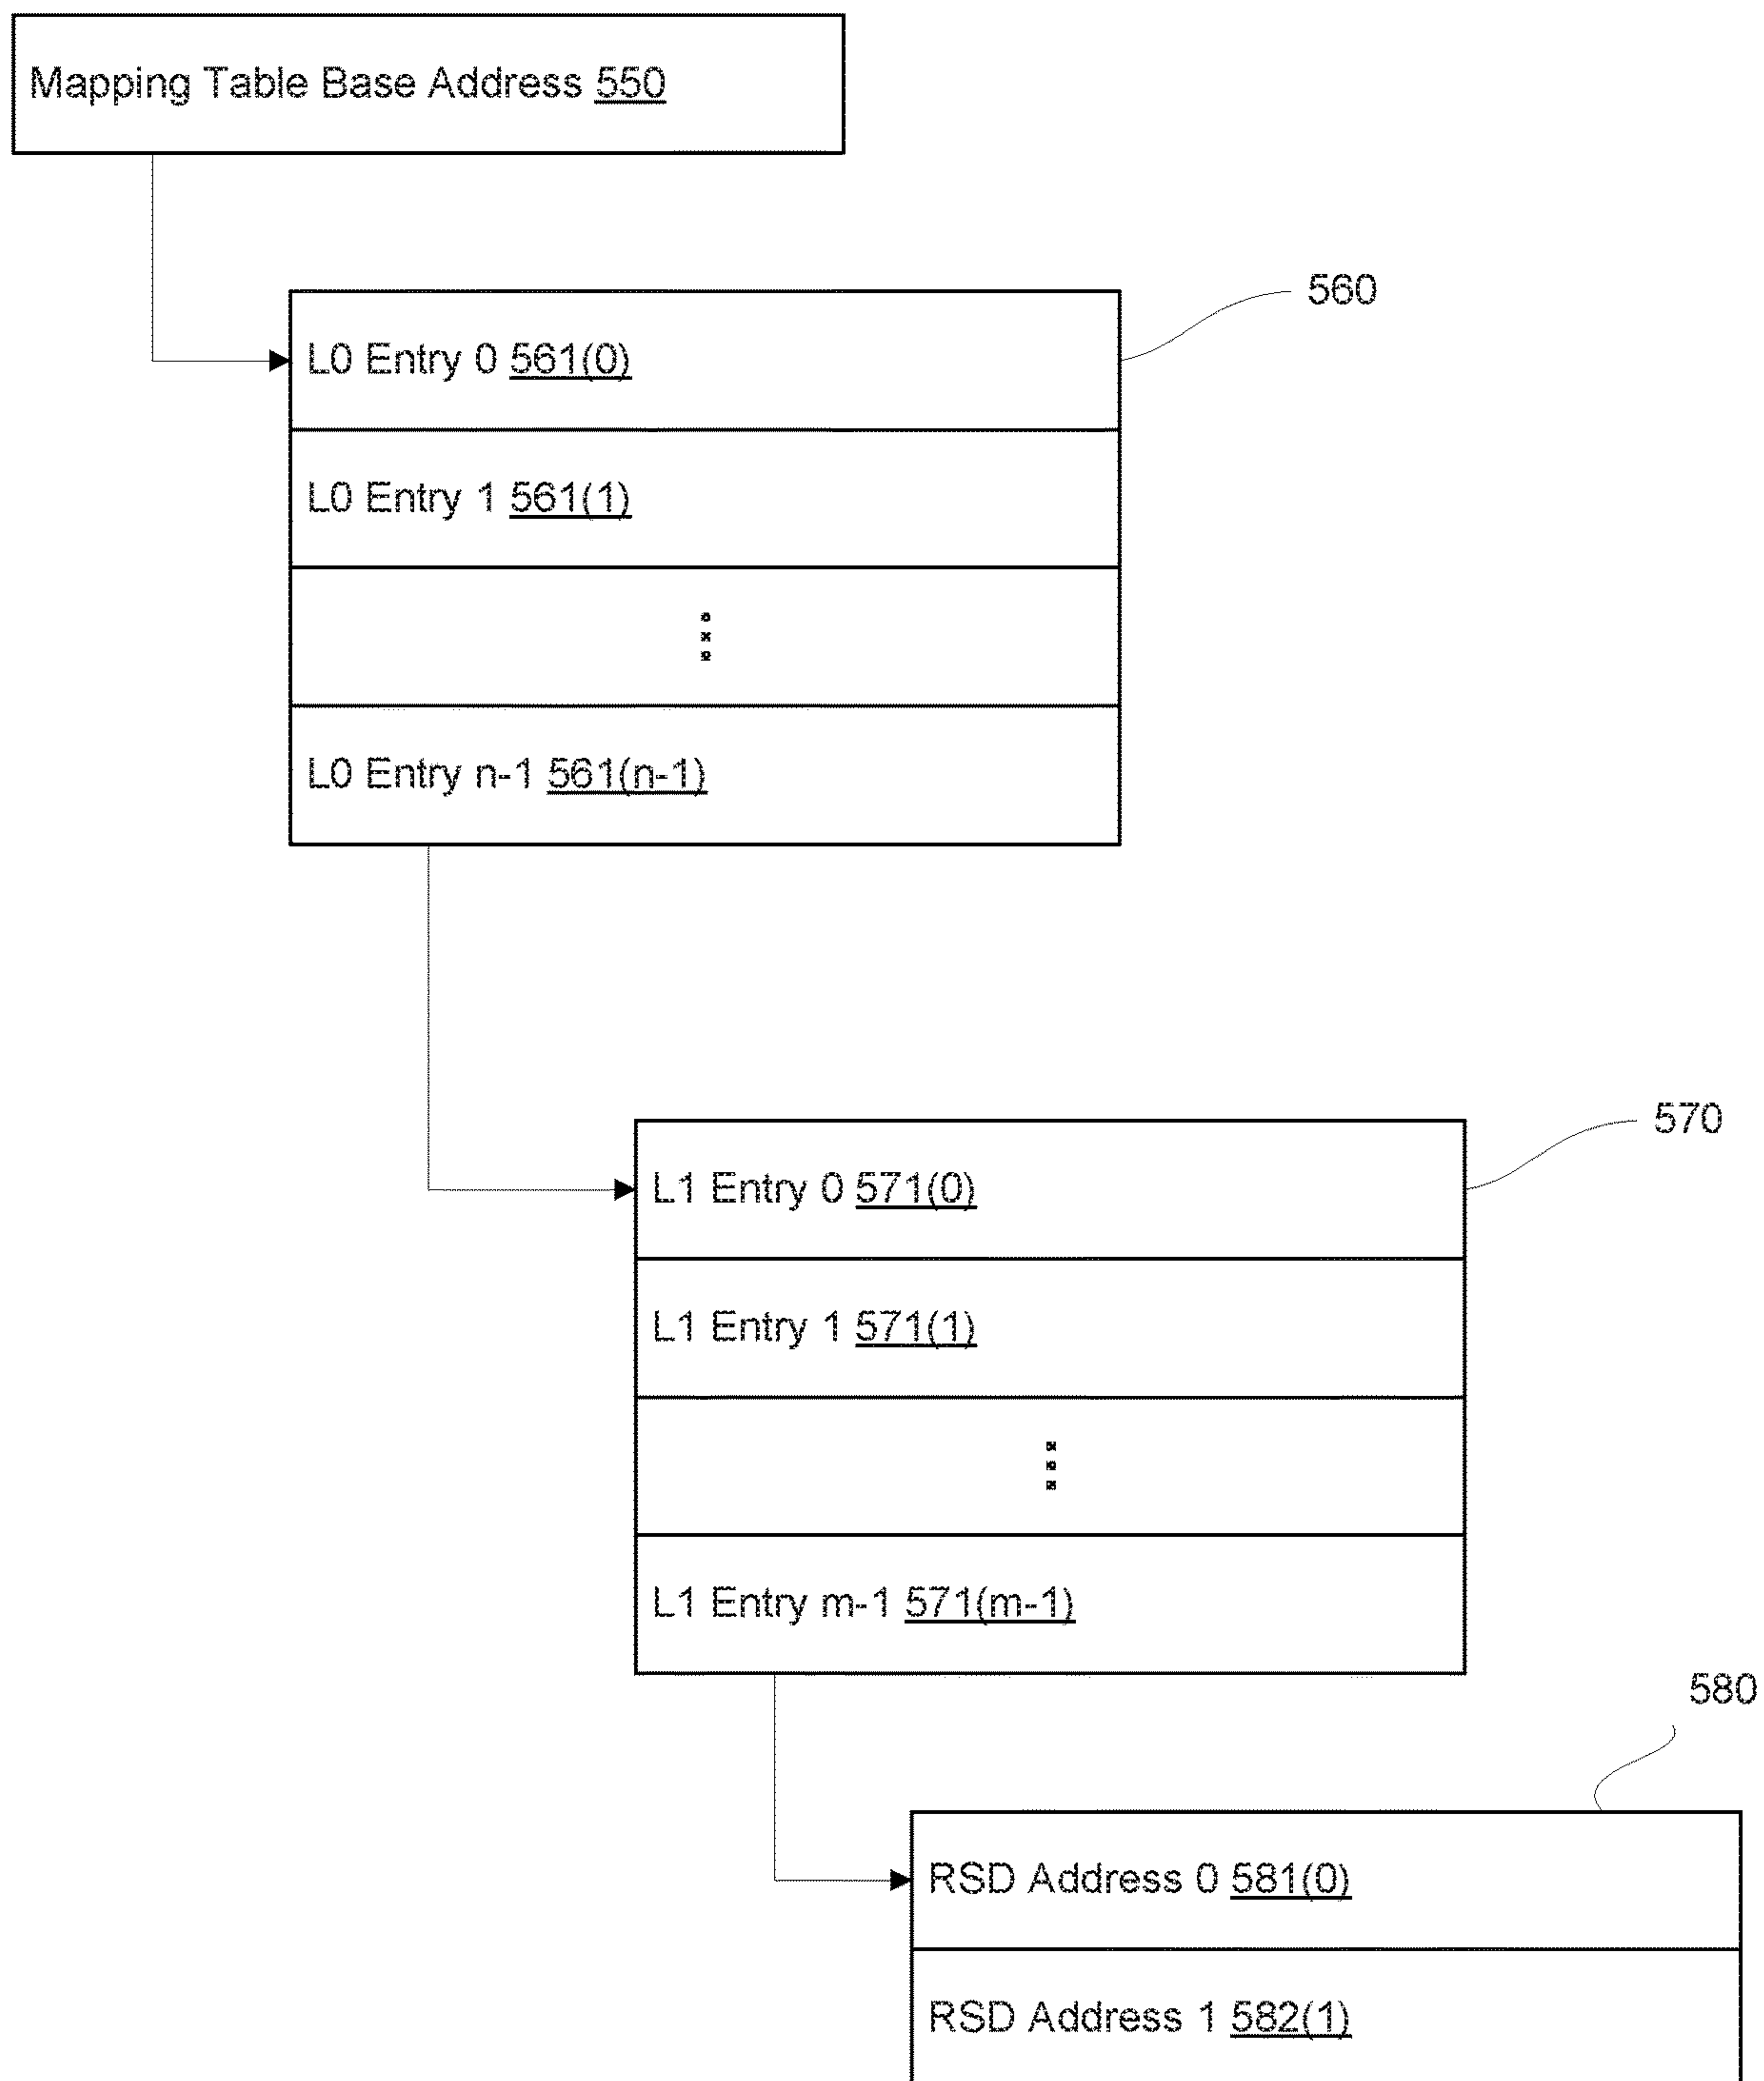 Mapping Table Base Address 550
560
L0 Entry 0 561(0)
L0 Entry 1 561(1)
L0 Entry n-1 561(n-1)
570
L1 Entry 0 571(0)
L1 Entry 1 571(1)
L1 Entry m-1 571(m-1)
580
RSD Address 0 581(0)
RSD Address 1 582(1)